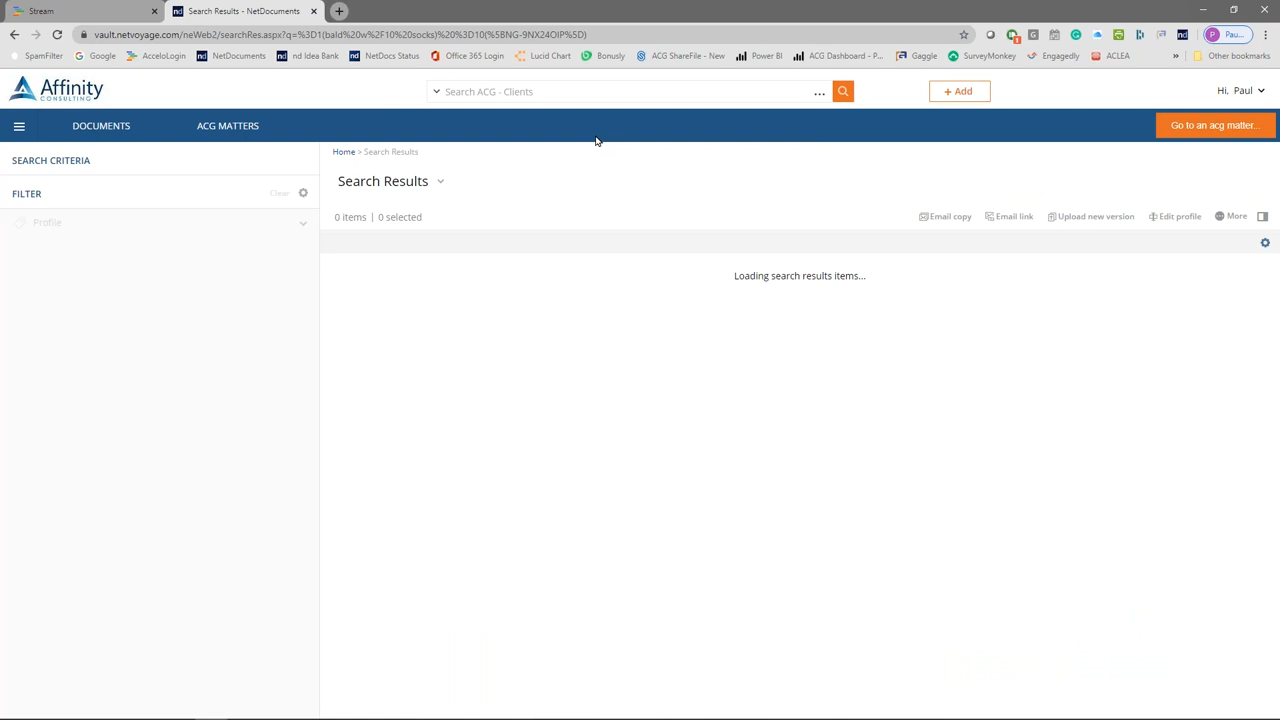 Stream
Search Results - NetDocuments
vault.netvoyage.com/neWeb2/searchRes.aspx?q=%3D1(bald%20w%2F10%20socks)%20%3D10(%5BNG-9NX24OIP%5D)
Pau...
SpamFilter
Google
AcceloLogin
NetDocuments
nd Idea Bank
NetDocs Status
Office 365 Login
Lucid Chart
Bonusly
ACG ShareFile - New
Power BI
ACG Dashboard – P...
Gaggle
SurveyMonkey
Engagedly
ACLEA
Other bookmarks
Affinity
CONSULTING
Search ACG - Clients
+ Add
Hi, Paul
DOCUMENTS
ACG MATTERS
Go to an acg matter...
SEARCH CRITERIA
Home > Search Results
FILTER
Clear
Search Results
0 items | 0 selected
Email copy
Email link
Upload new version
Edit profile
More
Profile
Loading search results items...